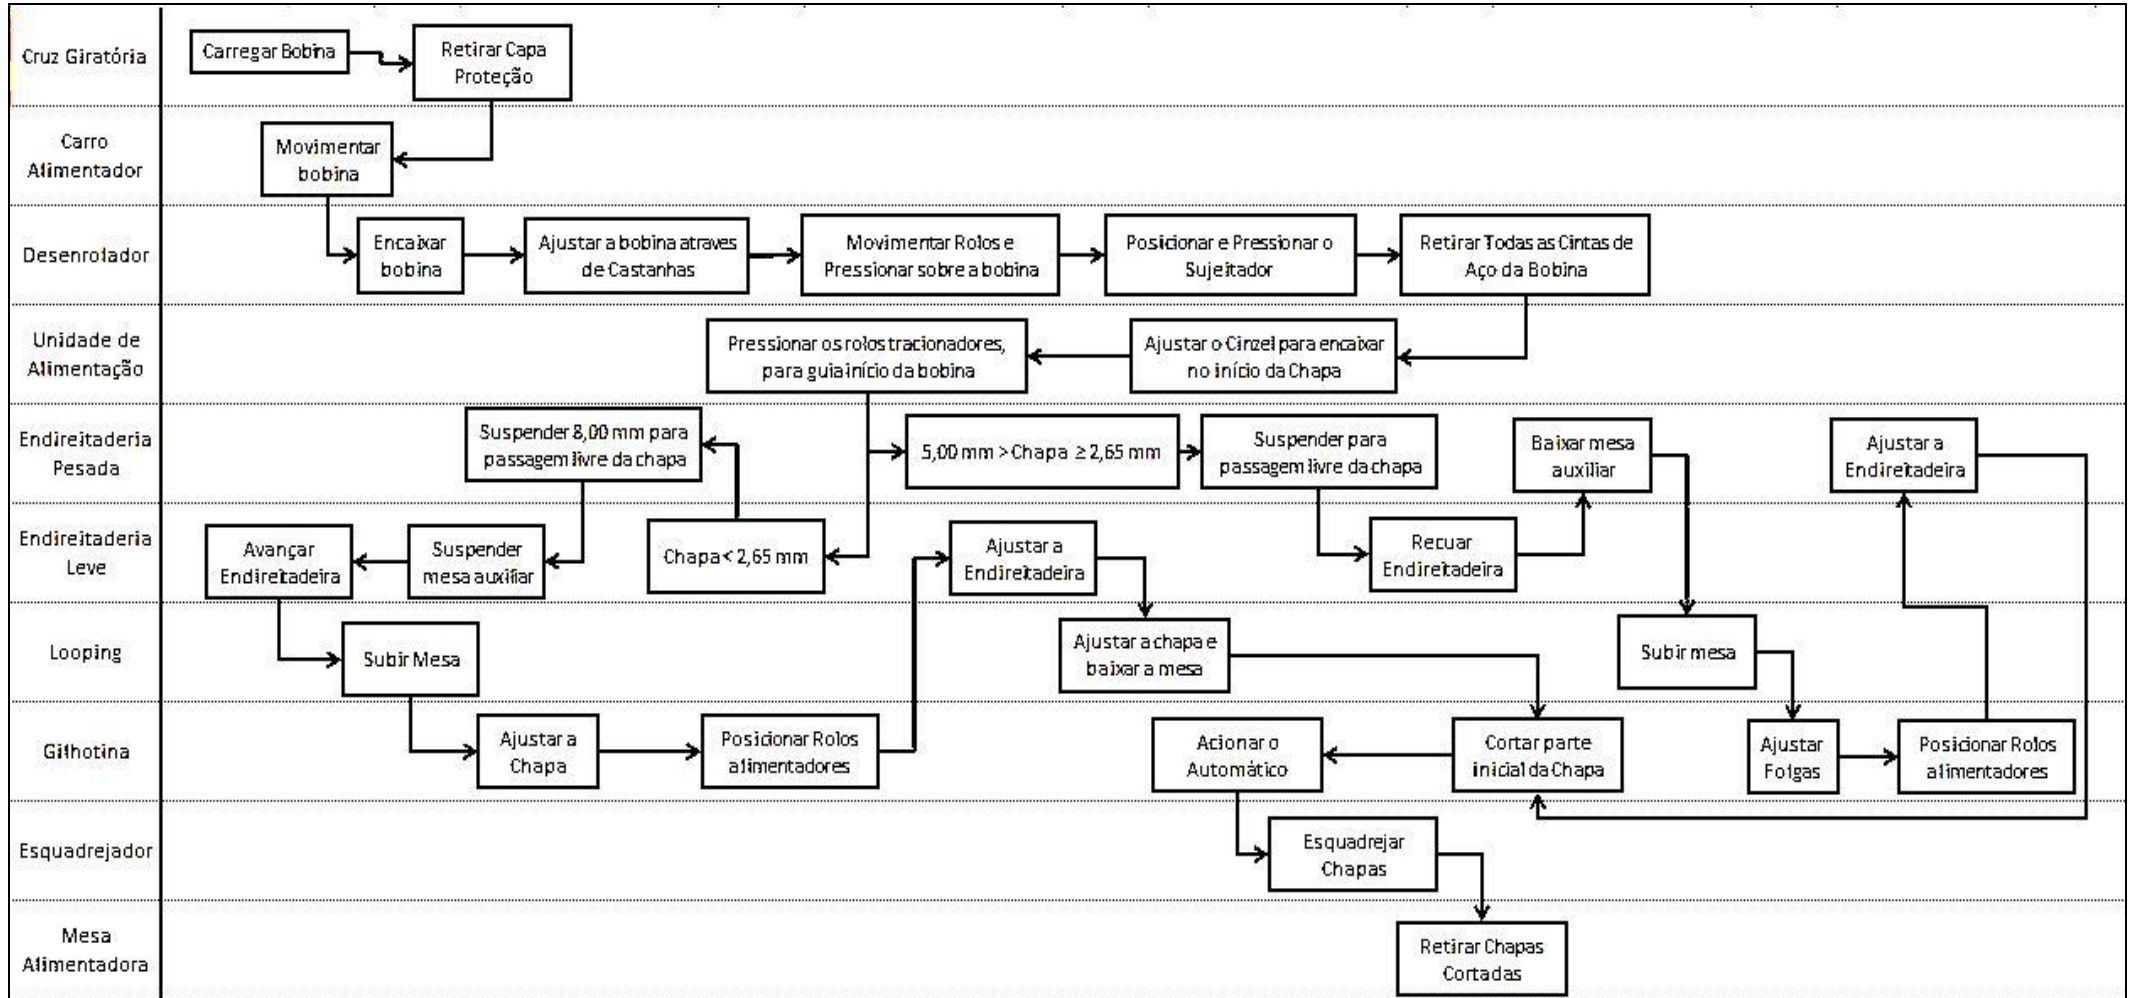 Cruz Giratória
Carregar Bobina
Retirar Capa
Proteção
Carro
Alimentador
Movimentar
bobina
Desenrolador
Encaixar
bobina
Ajustar a bobina atraves
de Castanhas
Movimentar Rolos e
Pressionar sobre a bobina
Posicionar e Pressionar o
Sujeitador
Retirar Todas as Cintas de
Aço da Bobina
Unidade de
Alimentação
Pressionar os rolos tracionadores,
para guia início da bobina
Ajustar o Cinzel para encaixar
no início da Chapa
Endireitaderia
Pesada
Suspender 8,00 mm para
passagem livre da chapa
5,00 mm > Chapa ≥ 2,65 mm
Suspender para
passagem livre da chapa
Baixar mesa
auxiliar
Ajustar a
Endireitadeira
Endireitaderia
Leve
Avançar
Endireitadeira
Suspender
mesa auxiliar
Chapa < 2,65 mm
Ajustar a
Endireitadeira
Recuar
Endireitadeira
Looping
Subir Mesa
Ajustar a chapa e
baixar a mesa
Subir mesa
Gilhotina
Ajustar a
Chapa
Posicionar Rolos
alimentadores
Acionar o
Automático
Cortar parte
inicial da Chapa
Ajustar
Folgas
Posicionar Rolos
alimentadores
Esquadrejador
Esquadrejar
Chapas
Mesa
Alimentadora
Retirar Chapas
Cortadas